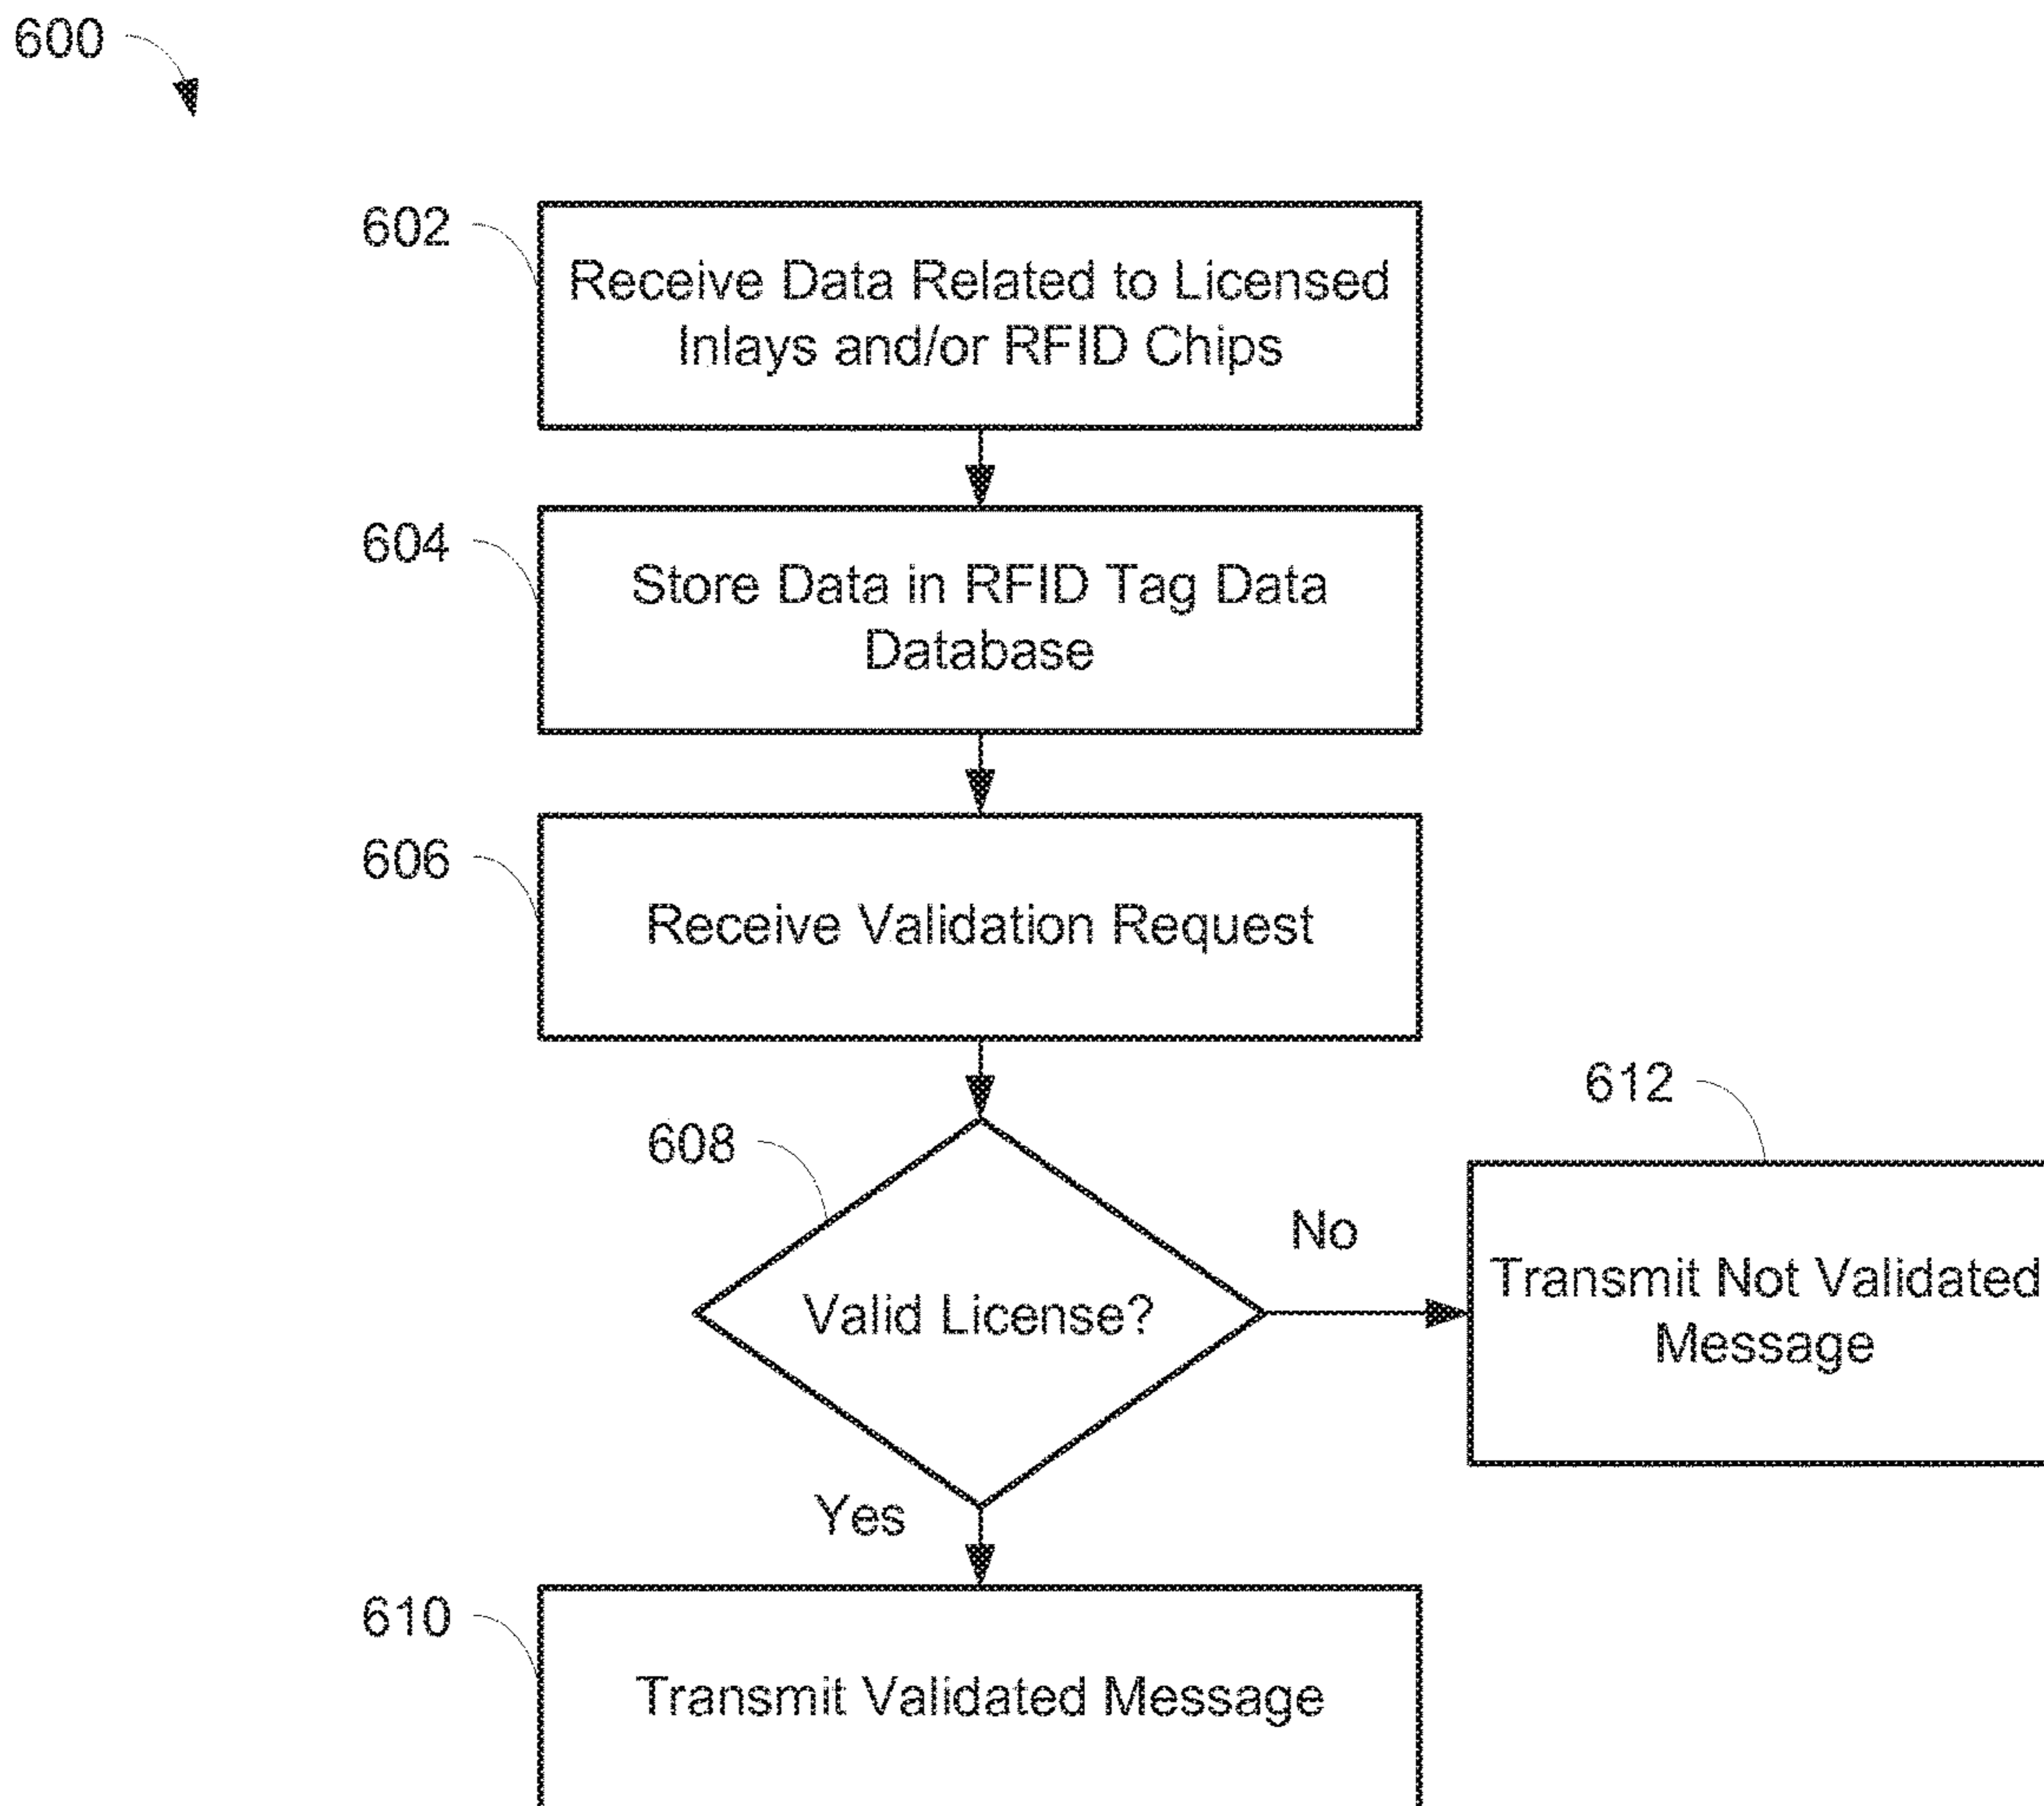 600
602
Receive Data Related to Licensed
Inlays and/or RFID Chips
604
Store Data in RFID Tag Data
Database
606
Receive Validation Request
608
Valid License?
No
612
Transmit Not Validated
Message
Yes
610
Transmit Validated Message